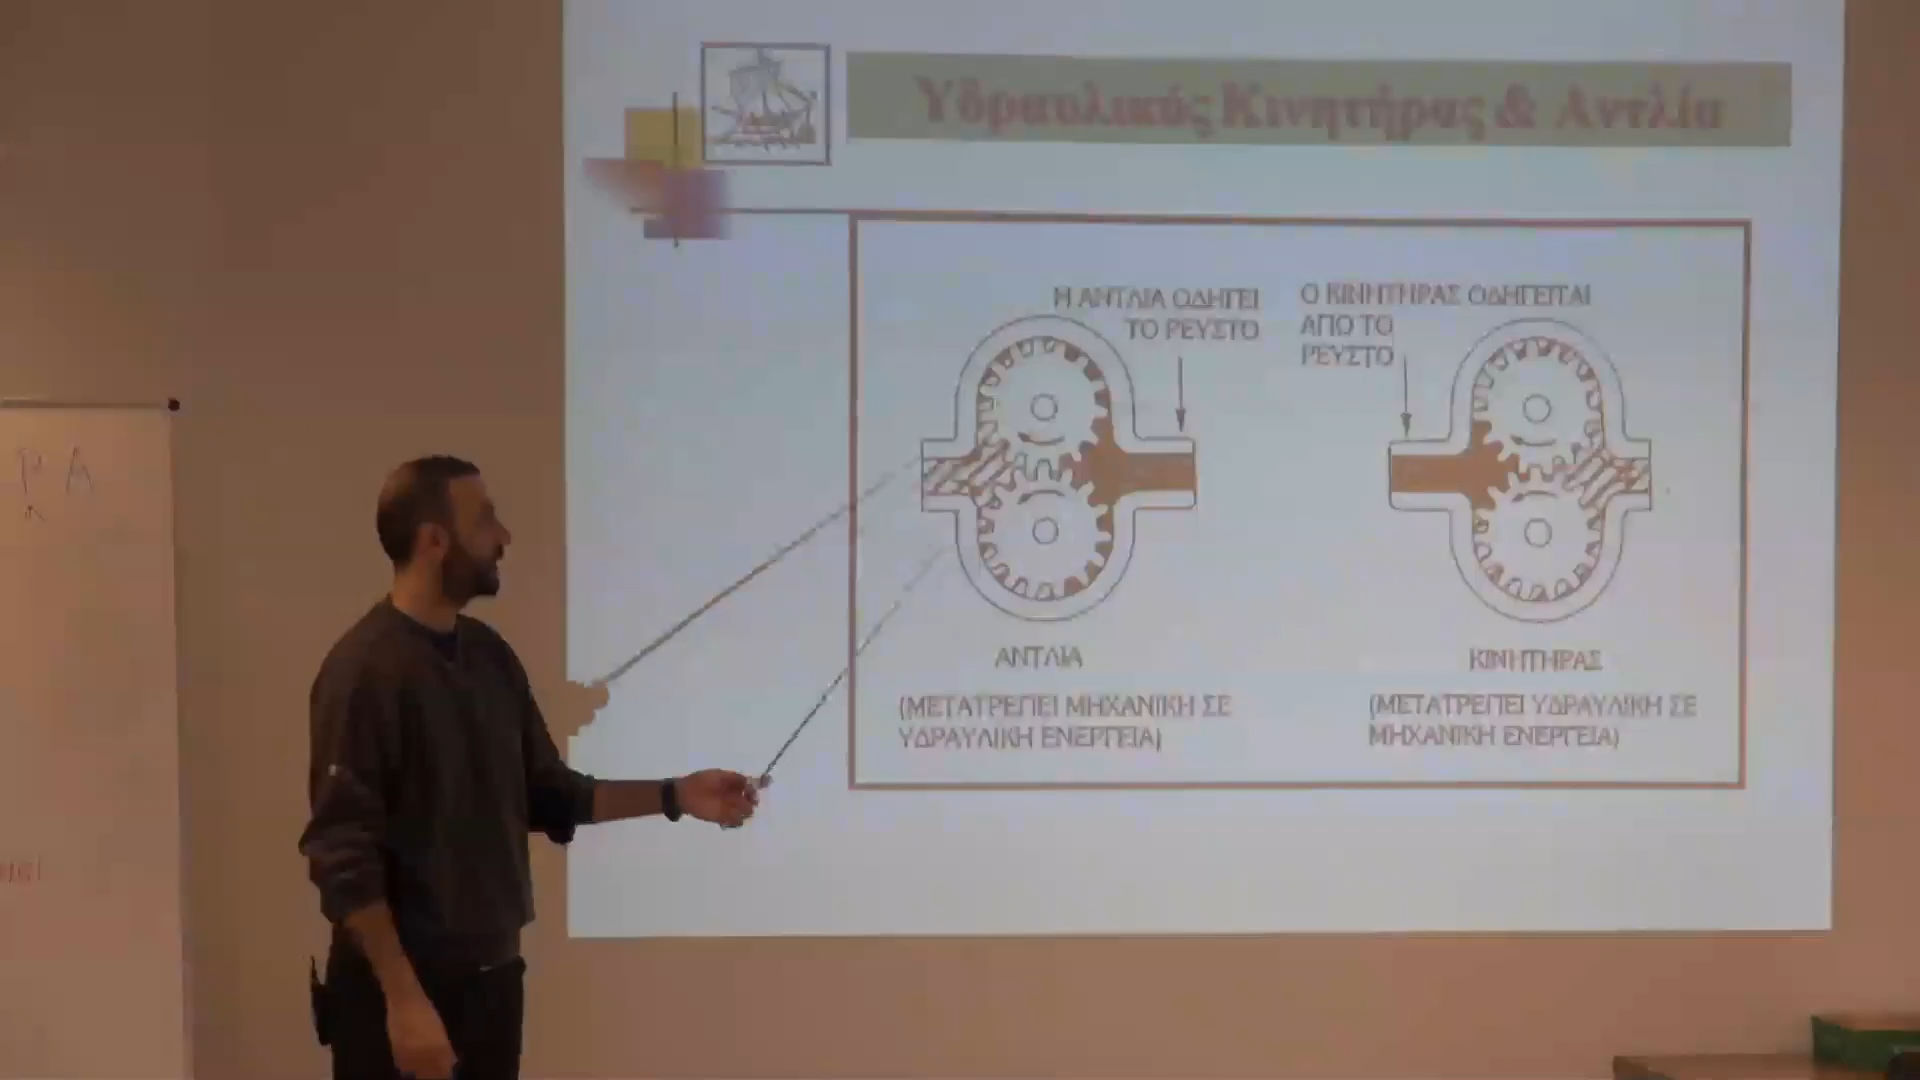 Υδραυλικός Κινητήρας & Αντλία
Η ΑΝΤΛΙΑ ΟΔΗΓΕΙ
ΤΟ ΡΕΥΣΤΟ
Ο ΚΙΝΗΤΗΡΑΣ ΟΔΗΓΕΙΤΑΙ
ΑΠΟ ΤΟ
ΡΕΥΣΤΟ
ΑΝΤΛΙΑ
(ΜΕΤΑΤΡΕΠΕΙ ΜΗΧΑΝΙΚΗ ΣΕ
ΥΔΡΑΥΛΙΚΗ ΕΝΕΡΓΕΙΑ)
ΚΙΝΗΤΗΡΑΣ
(ΜΕΤΑΤΡΕΠΕΙ ΥΔΡΑΥΛΙΚΗ ΣΕ
ΜΗΧΑΝΙΚΗ ΕΝΕΡΓΕΙΑ)
P A